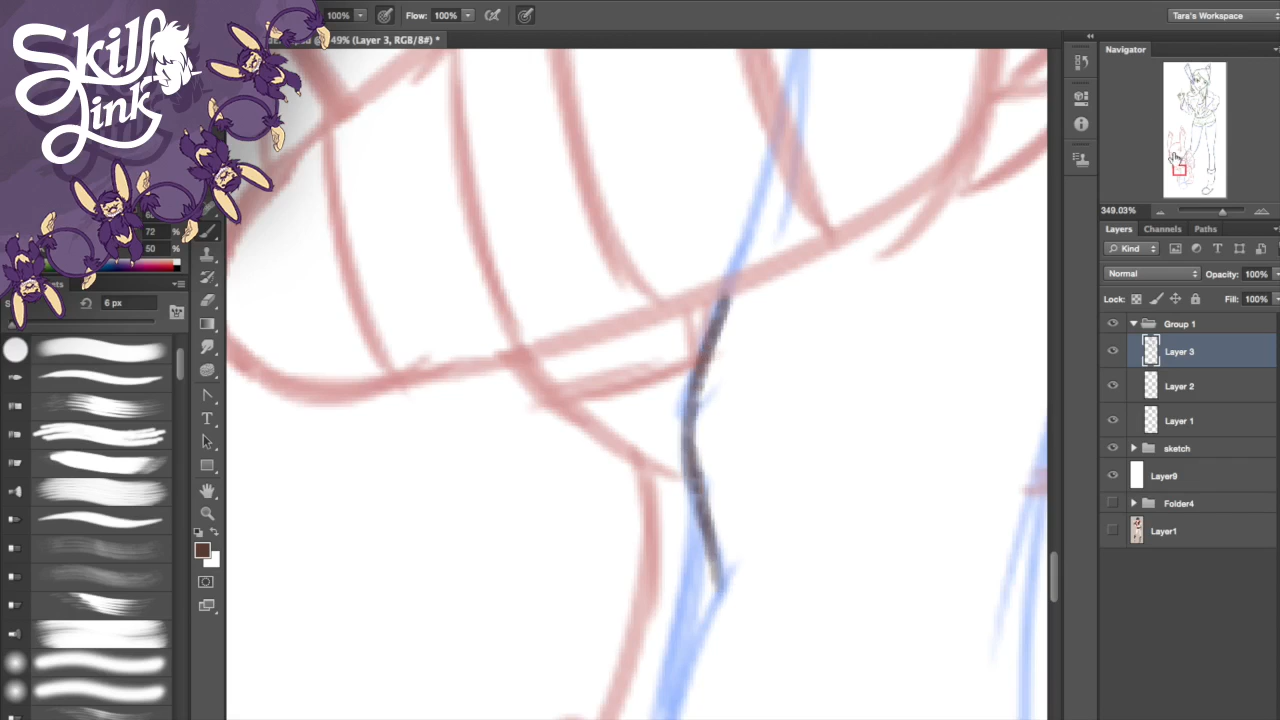 Skill
Link
100%
Flow: 100%
Tara's Workspace
49% (Layer 3, RGB/8#) *
Navigator
349.03%
Layers Channels Paths
Kind
Normal Opacity: 100%
Lock: Fill: 100%
Group 1
Layer 3
Layer 2
Layer 1
sketch
Layer9
Folder4
Layer1
72 %
50 %
6 px
T
T